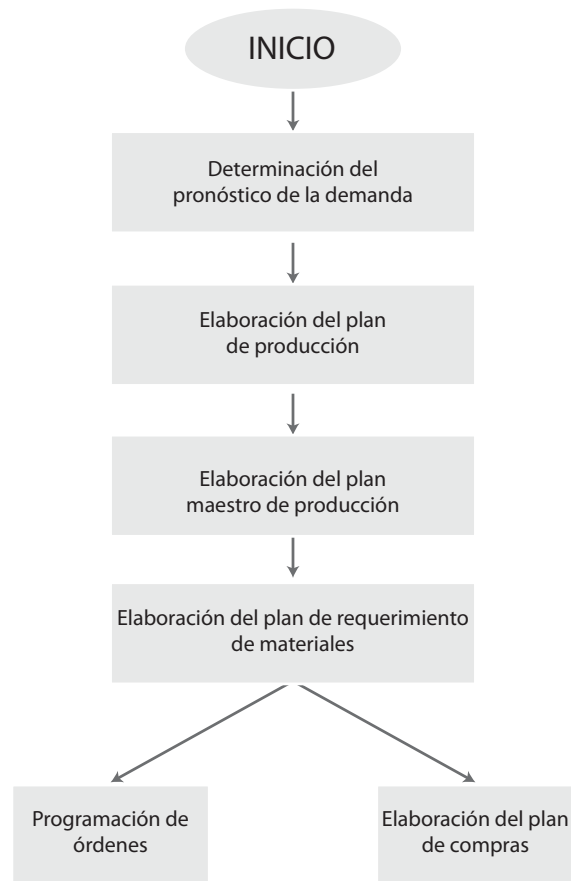 INICIO
Determinación del
pronóstico de la demanda
Elaboración del plan
de producción
Elaboración del plan
maestro de producción
Elaboración del plan de requerimiento
de materiales
Programación de
órdenes
Elaboración del plan
de compras